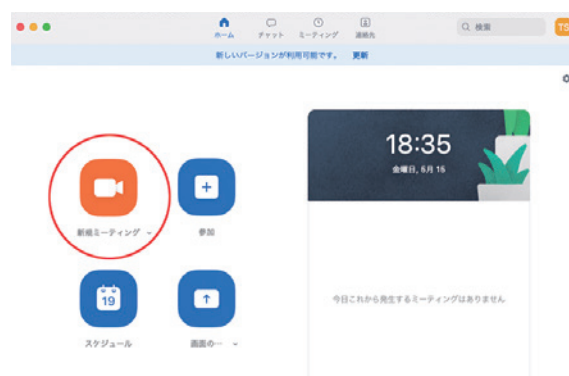 ホーム チャット ミーティング 連絡先 検索 TS
新しいバージョンが利用可能です。 更新
18:35
金曜日, 6月 16
新規ミーティング 参加
今日これから発生するミーティングはありません
19
スケジュール 画面の…